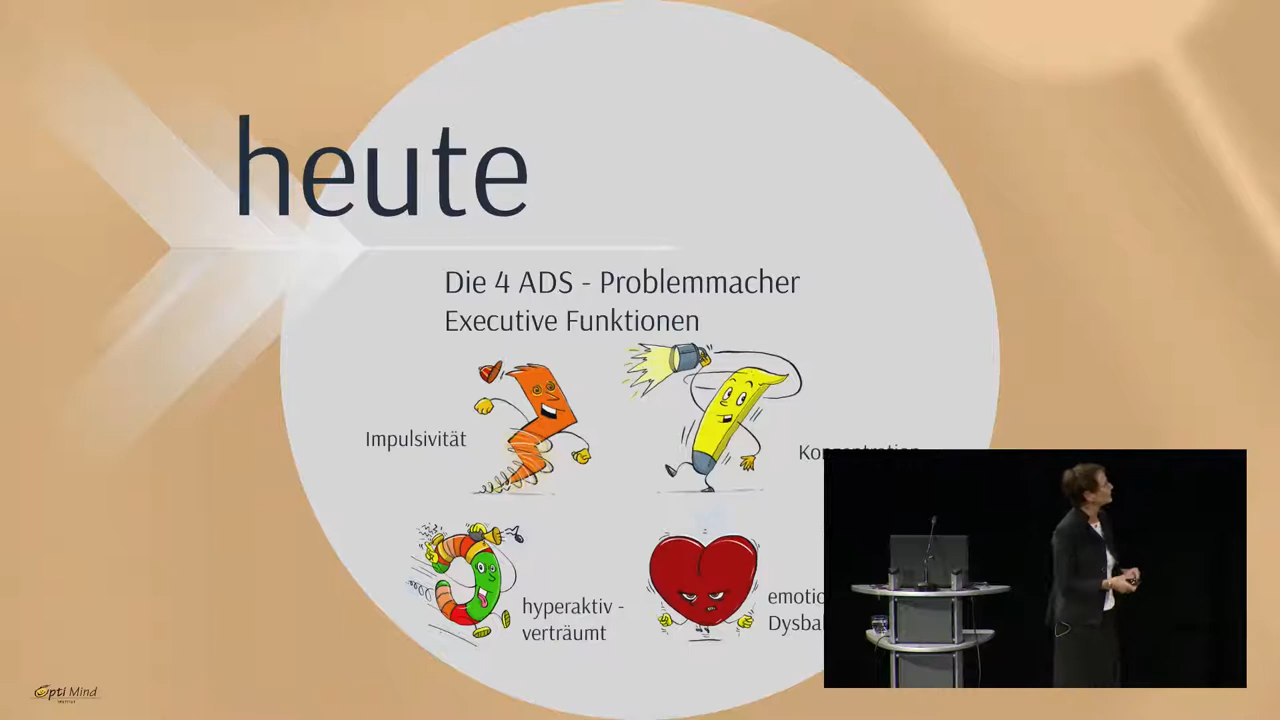 heute
Die 4 ADS - Problemmacher
Executive Funktionen
Impulsivität
hyperaktiv -
verträumt
Opti Mind